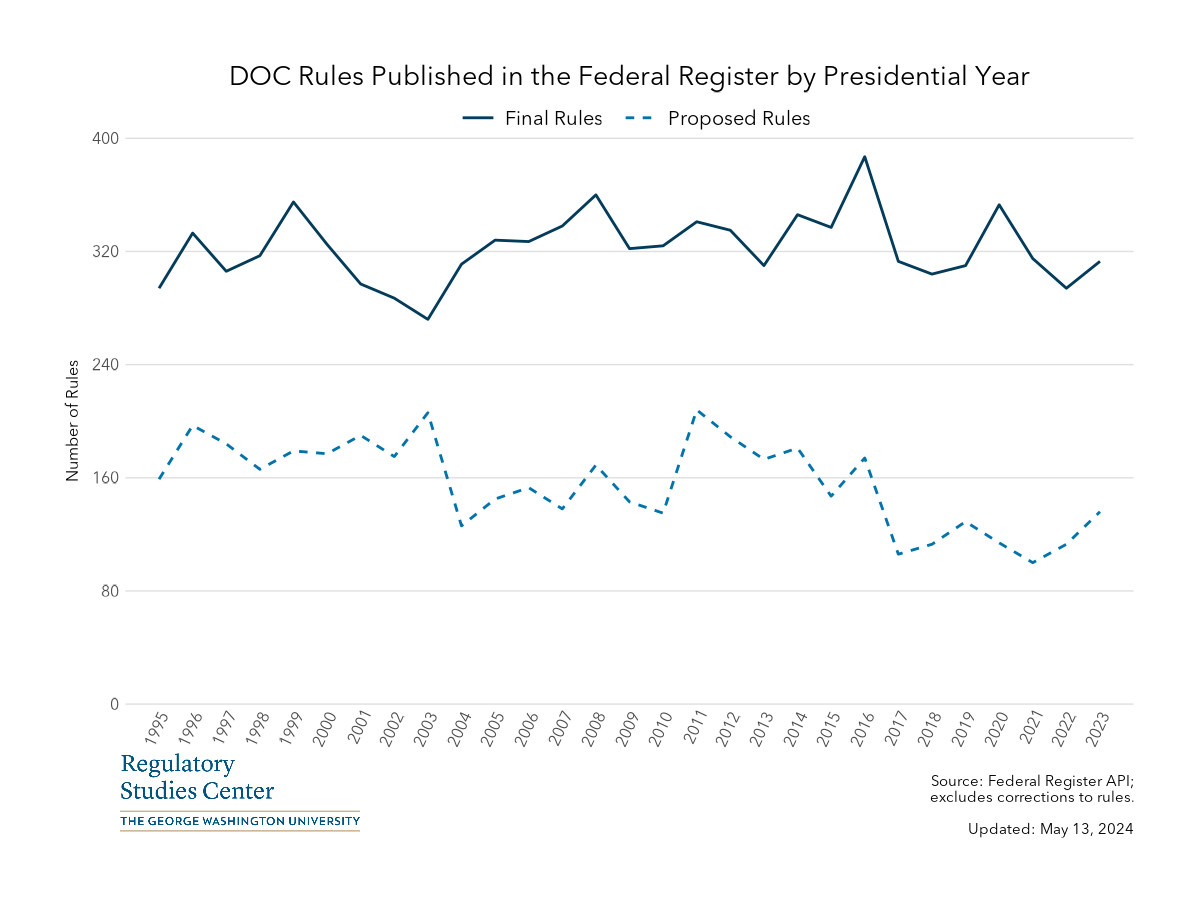 DOC Rules Published in the Federal Register by Presidential Year
Final Rules Proposed Rules
400
320
240
160
80
0
Number of Rules
1995 1996 1997 1998 1999 2000 2001 2002 2003 2004 2005 2006 2007 2008 2009 2010 2011 2012 2013 2014 2015 2016 2017 2018 2019 2020 2021 2022 2023
Regulatory
Studies Center
THE GEORGE WASHINGTON UNIVERSITY
Source: Federal Register API;
excludes corrections to rules.
Updated: May 13, 2024